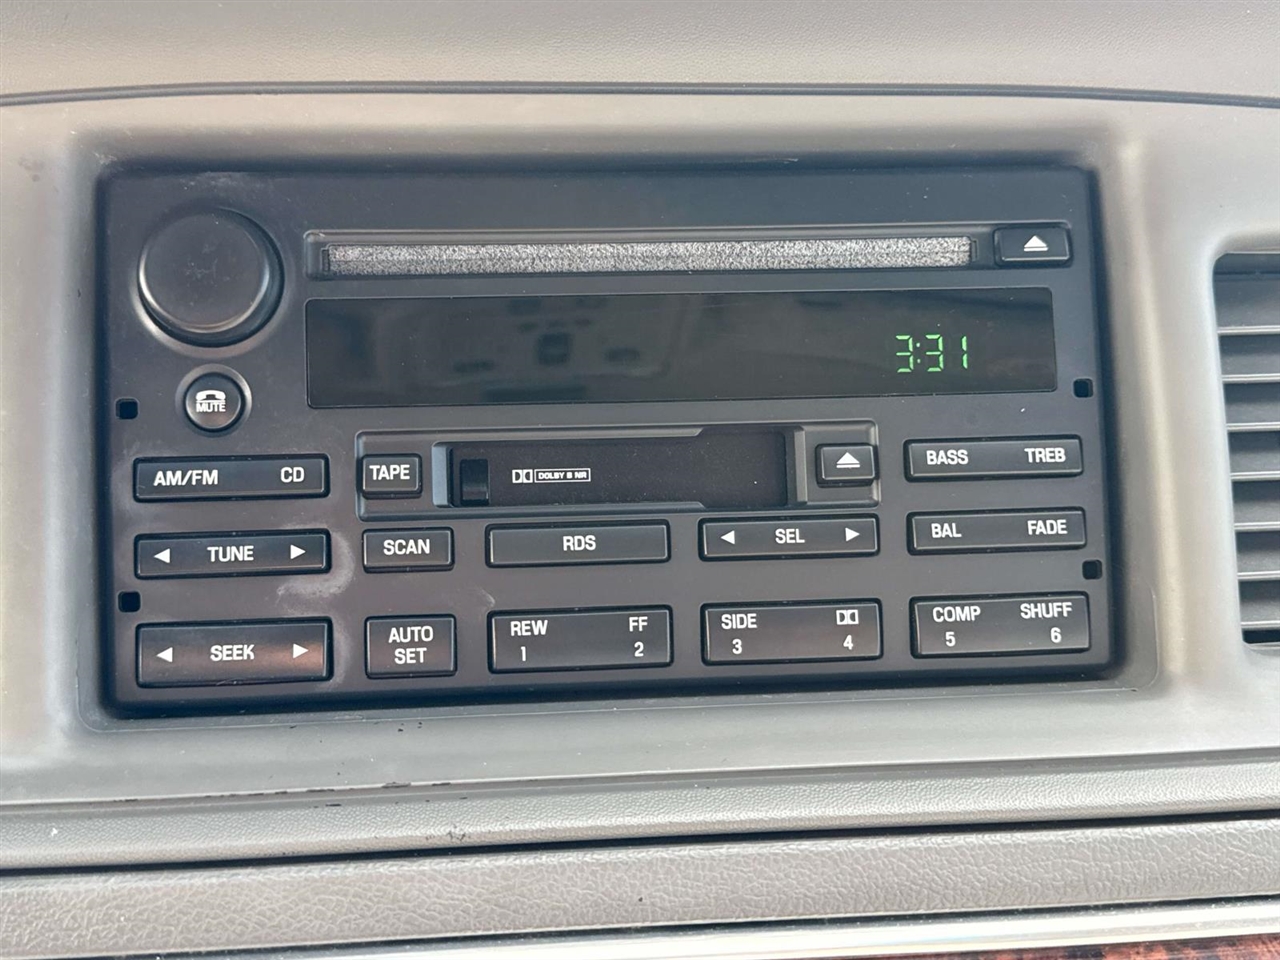 3:31
MUTE
AM/FM CD
TAPE
DOLBY B NR
BASS TREB
TUNE
SCAN
RDS
SEL
BAL FADE
SEEK
AUTO
SET
REW FF
1 2
SIDE
3 4
COMP SHUFF
5 6